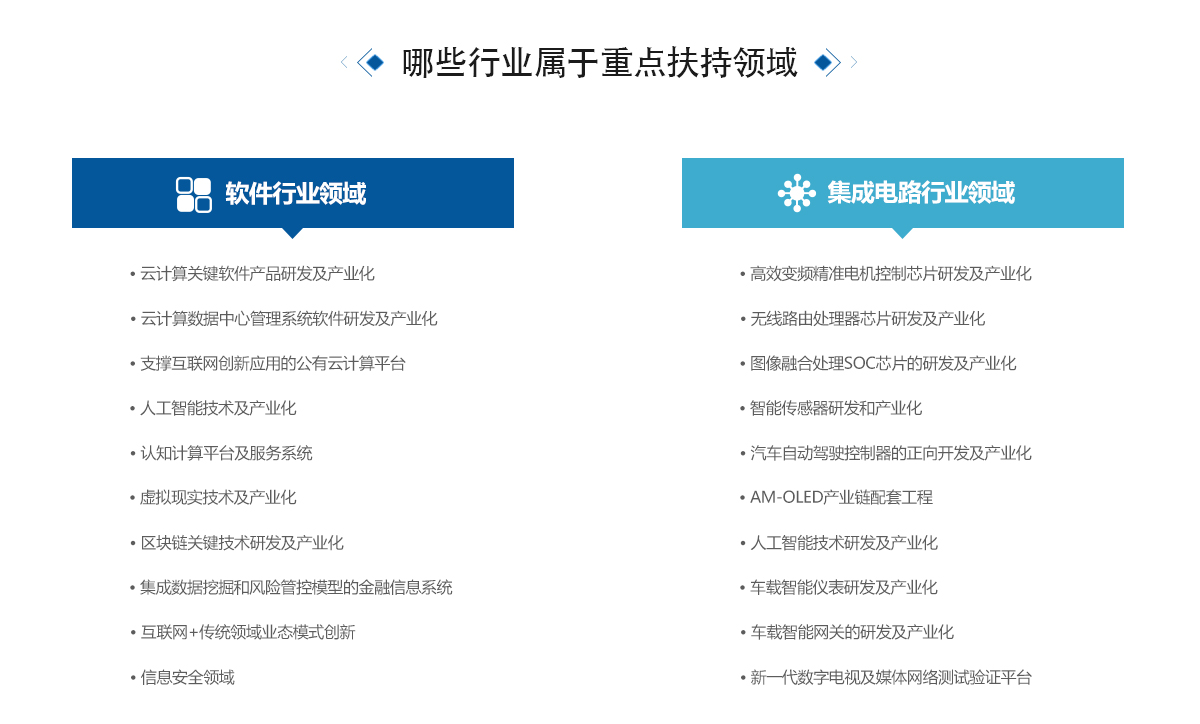 哪些行业属于重点扶持领域
软件行业领域
• 云计算关键软件产品研发及产业化
• 云计算数据中心管理系统软件研发及产业化
• 支撑互联网创新应用的公有云计算平台
• 人工智能技术及产业化
• 认知计算平台及服务系统
• 虚拟现实技术及产业化
• 区块链关键技术研发及产业化
• 集成数据挖掘和风险管控模型的金融信息系统
• 互联网+传统领域业态模式创新
• 信息安全领域
集成电路行业领域
• 高效变频精准电机控制芯片研发及产业化
• 无线路由处理器芯片研发及产业化
• 图像融合处理SOC芯片的研发及产业化
• 智能传感器研发和产业化
• 汽车自动驾驶控制器的正向开发及产业化
• AM-OLED产业链配套工程
• 人工智能技术研发及产业化
• 车载智能仪表研发及产业化
• 车载智能网关的研发及产业化
• 新一代数字电视及媒体网络测试验证平台